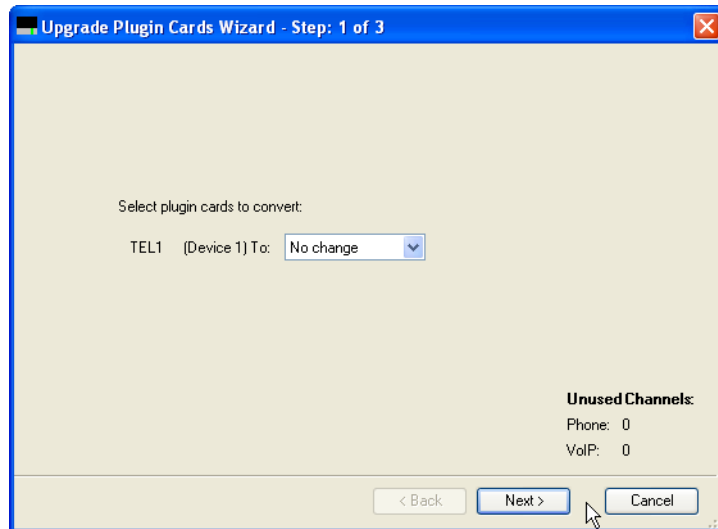 Upgrade Plugin Cards Wizard - Step: 1 of 3
Select plugin cards to convert:
TEL1 (Device 1) To: No change
Unused Channels:
Phone: 0
VoIP: 0
< Back Next > Cancel